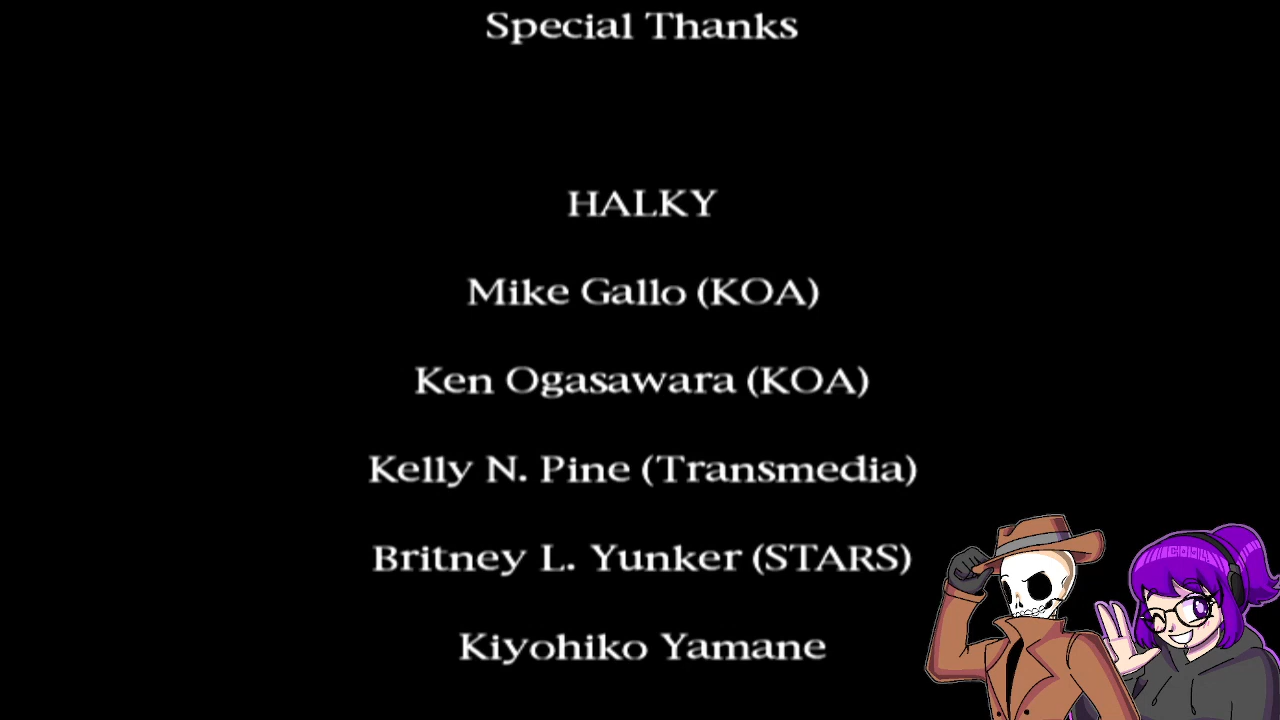 Special Thanks
HALKY
Mike Gallo (KOA)
Ken Ogasawara (KOA)
Kelly N. Pine (Transmedia)
Britney L. Yunker (STARS)
Kiyohiko Yamane